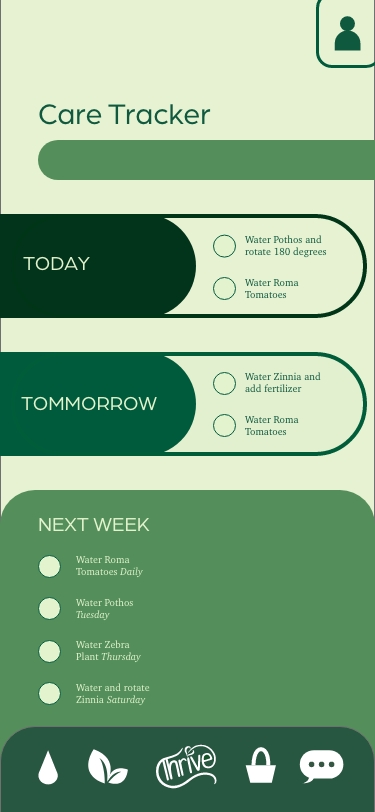 Care Tracker
TODAY
Water Pothos and
rotate 180 degrees
Water Roma
Tomatoes
TOMMORROW
Water Zinnia and
add fertilizer
Water Roma
Tomatoes
NEXT WEEK
Water Roma
Tomatoes Daily
Water Pothos
Tuesday
Water Zebra
Plant Thursday
Water and rotate
Zinnia Saturday
Thrive